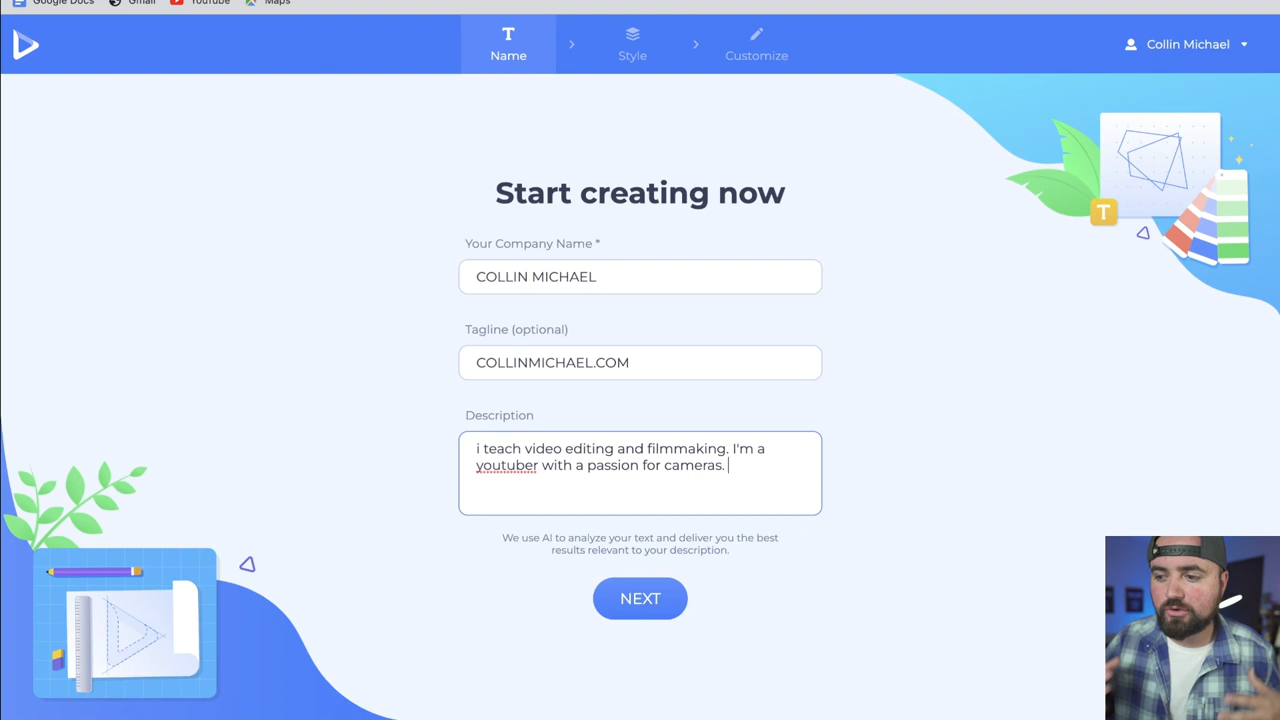 Google Docs Gmail YouTube Maps
T
Name Style Customize
Collin Michael
Start creating now
T
Your Company Name *
COLLIN MICHAEL
Tagline (optional)
COLLINMICHAEL.COM
Description
i teach video editing and filmmaking. I'm a
youtuber with a passion for cameras.
We use AI to analyze your text and deliver you the best
results relevant to your description.
NEXT